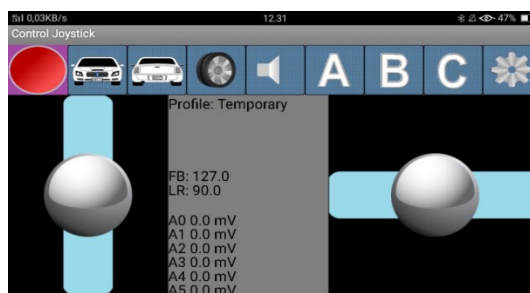 0,03KB/s 12.31 47%
Control Joystick
A B C
Profile: Temporary
FB: 127.0
LR: 90.0
A0 0.0 mV
A1 0.0 mV
A2 0.0 mV
A3 0.0 mV
A4 0.0 mV
A5 0.0 mV